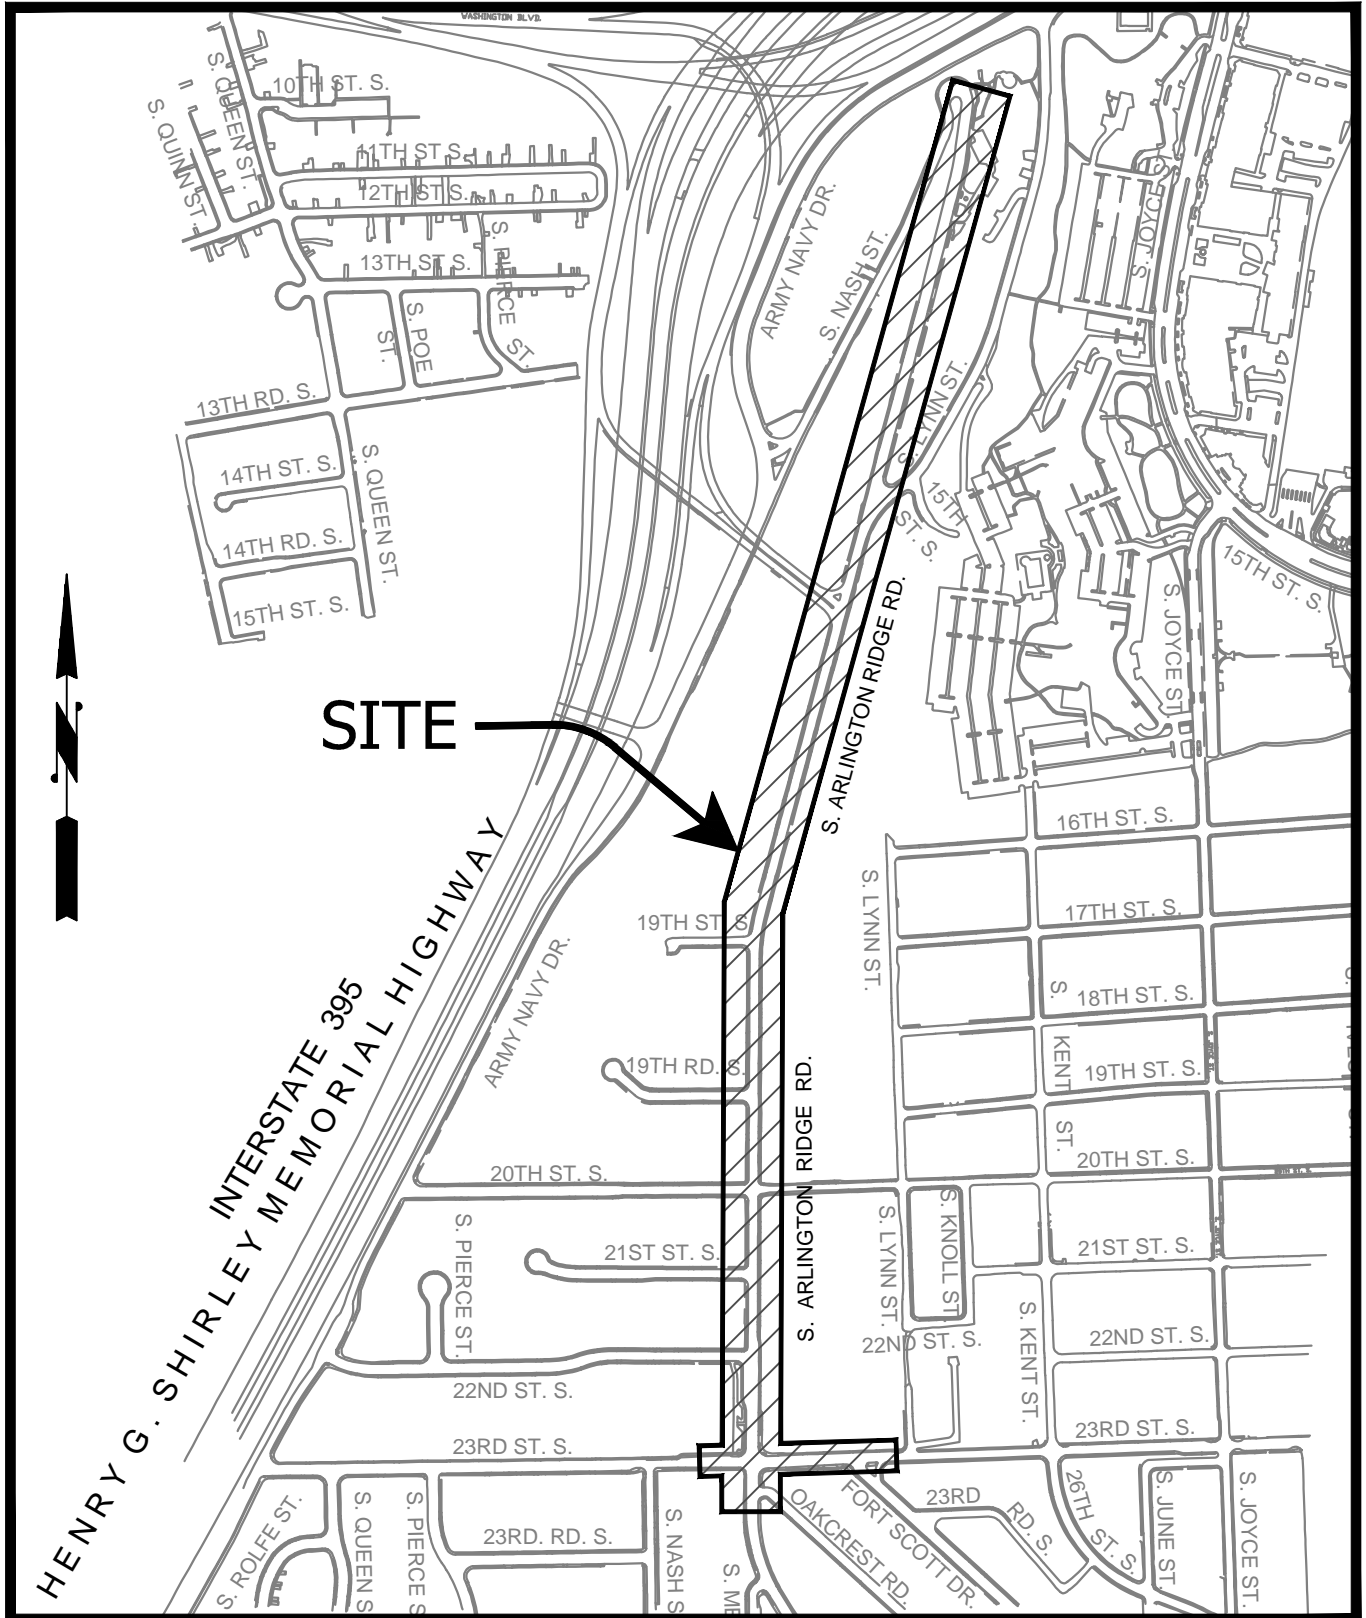 WASHINGTON BLVD.
10TH ST. S.
S. QUEEN ST.
S. QUINN ST.
11TH ST S.
12TH ST S.
S. PIERCE
ST.
13TH ST S.
S. POE
ST.
13TH RD. S.
14TH ST. S.
S. QUEEN ST.
14TH RD. S.
15TH ST. S.
ARMY NAVY DR.
S. NASH ST.
S. LYNN ST.
S. JOYCE
15TH
ST. S.
15TH ST. S.
S. JOYCE ST
S. ARLINGTON RIDGE RD.
SITE
N
16TH ST. S.
S. LYNN ST.
17TH ST. S.
19TH ST. S
ARMY NAVY DR.
INTERSTATE 395
HENRY G. SHIRLEY MEMORIAL HIGHWAY
18TH ST. S.
S.
KENT
ST.
19TH RD. S.
19TH ST. S.
S. ARLINGTON RIDGE RD.
20TH ST. S.
20TH ST. S.
S. PIERCE ST.
21ST ST. S.
S. LYNN ST.
S. KNOLL ST.
21ST ST. S.
22ND ST. S.
S. KENT ST.
22ND ST. S.
22ND ST. S.
23RD ST. S.
23RD ST. S.
S. ROLFE ST.
S. QUEEN S
S. PIERCE S
23RD. RD. S.
S. NASH S
OAKCREST RD.
FORT SCOTT DR.
23RD
RD. S.
26TH ST. S.
S. JUNE ST.
S. JOYCE ST.